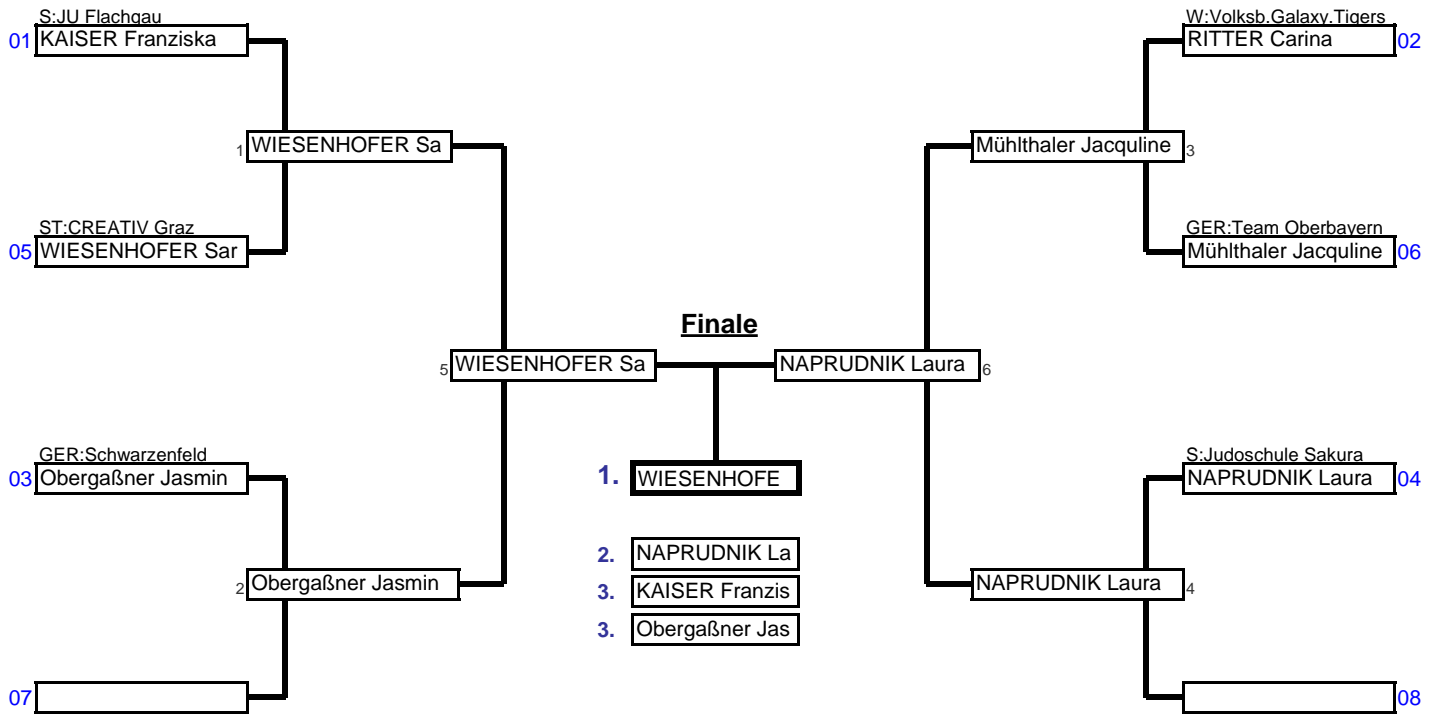 S:JU Flachgau
01 KAISER Franziska
1 WIESENHOFER Sa
ST:CREATIV Graz
05 WIESENHOFER Sar
5 WIESENHOFER Sa
GER:Schwarzenfeld
03 Obergaßner Jasmin
2 Obergaßner Jasmin
07
Finale
1. WIESENHOFE
2. NAPRUDNIK La
3. KAISER Franzis
3. Obergaßner Jas
W:Volksb.Galaxy.Tigers
RITTER Carina 02
Mühlthaler Jacquline 3
GER:Team Oberbayern
Mühlthaler Jacquline 06
NAPRUDNIK Laura 6
S:Judoschule Sakura
NAPRUDNIK Laura 04
NAPRUDNIK Laura 4
08